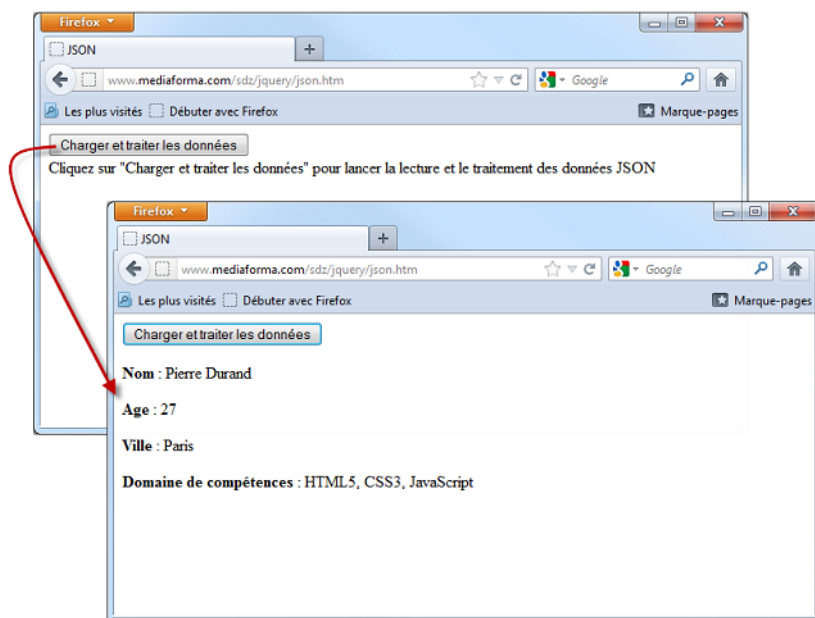 Firefox
JSON
www.mediaforma.com/sdz/jquery/json.htm
Google
Les plus visités Débuter avec Firefox
Marque-pages
Charger et traiter les données
Cliquez sur "Charger et traiter les données" pour lancer la lecture et le traitement des données JSON
Firefox
JSON
www.mediaforma.com/sdz/jquery/json.htm
Google
Les plus visités Débuter avec Firefox
Marque-pages
Charger et traiter les données
Nom : Pierre Durand
Age : 27
Ville : Paris
Domaine de compétences : HTML5, CSS3, JavaScript